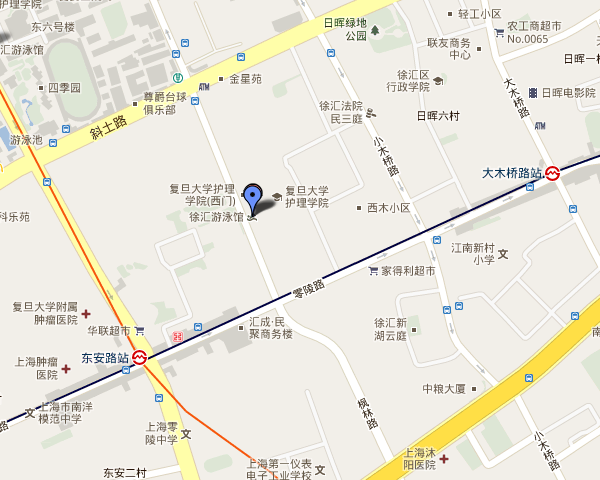 护理学院
东六号楼
汇游泳馆
四季园
游泳池
尊爵台球
俱乐部
金星苑
ATM
斜土路
日晖绿地
公园
轻工小区
联友商务
中心
农工商超市
No.0065
日晖一村
徐汇区
行政学院
大木桥路
日晖电影院
徐汇法院
民三庭
日晖六村
ATM
小木桥路
大木桥路站
复旦大学护理
学院(西门)
徐汇游泳馆
复旦大学
护理学院
西木小区
科乐苑
江南新村
小学
家得利超市
零陵路
复旦大学附属
肿瘤医院
华联超市
汇成·民
聚商务楼
徐汇新
湖云庭
东安路站
上海肿瘤
医院
中粮大厦
枫林路
路
上海市南洋
模范中学
上海零
陵中学
小木桥路
东安二村
上海第一仪表
电子工业学校
上海沐
阳医院